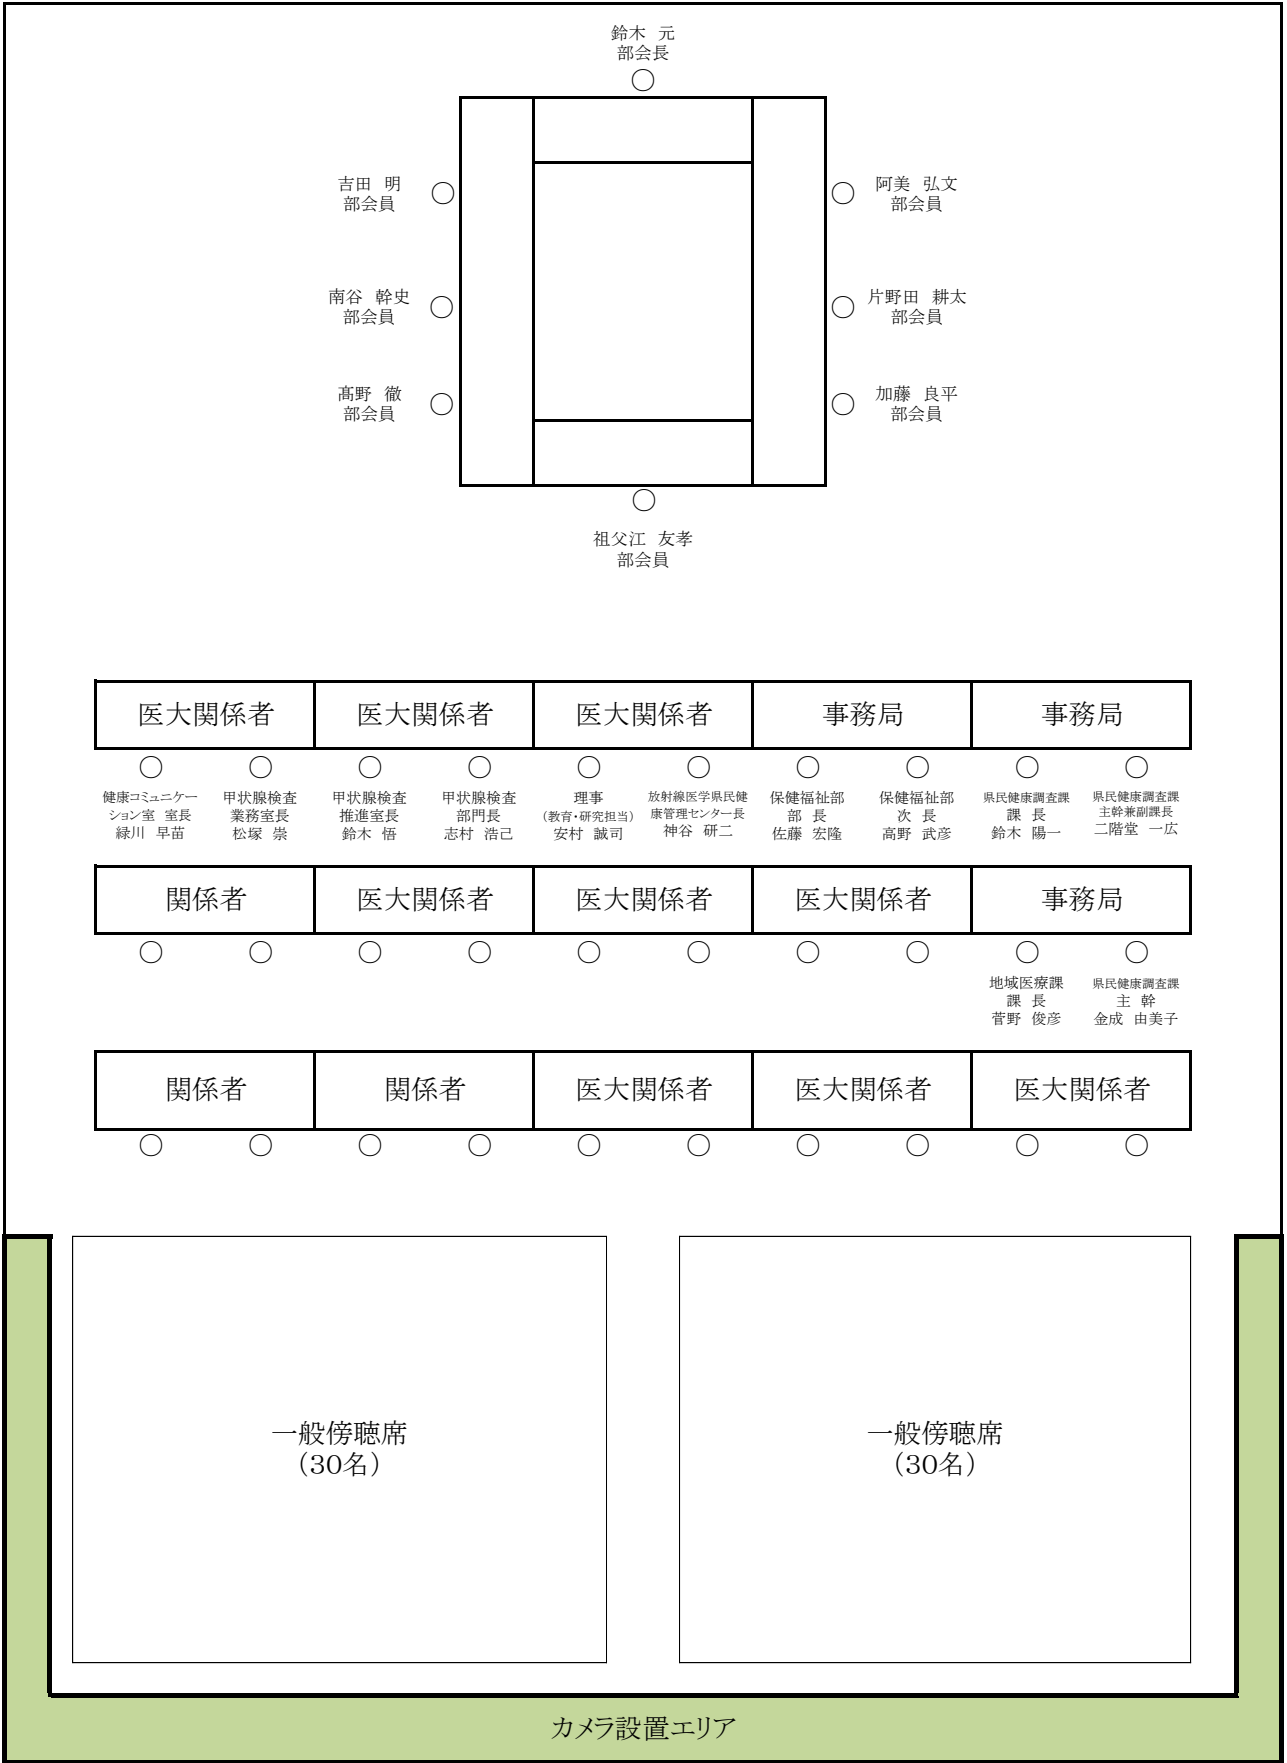 鈴木 元
部会長
吉田 明
部会員
阿美 弘文
部会員
南谷 幹史
部会員
片野田 耕太
部会員
髙野 徹
部会員
加藤 良平
部会員
祖父江 友孝
部会員
医大関係者
医大関係者
医大関係者
事務局
事務局
健康コミュニケー
ション室 室長
緑川 早苗
甲状腺検査
業務室長
松塚 崇
甲状腺検査
推進室長
鈴木 悟
甲状腺検査
部門長
志村 浩己
理事
（教育・研究担当）
安村 誠司
放射線医学県民健
康管理センター長
神谷 研二
保健福祉部
部 長
佐藤 宏隆
保健福祉部
次 長
高野 武彦
県民健康調査課
課 長
鈴木 陽一
県民健康調査課
主幹兼副課長
二階堂 一広
関係者
医大関係者
医大関係者
医大関係者
事務局
地域医療課
課 長
菅野 俊彦
県民健康調査課
主 幹
金成 由美子
関係者
関係者
医大関係者
医大関係者
医大関係者
一般傍聴席
（30名）
一般傍聴席
（30名）
カメラ設置エリア